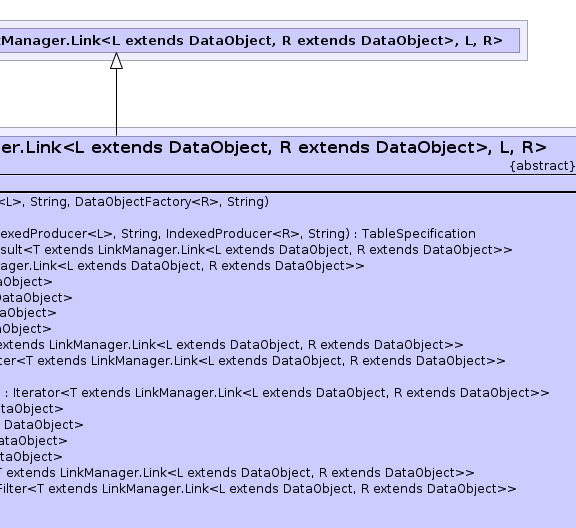 Manager.Link<L extends DataObject, R extends DataObject>, L, R>
er.Link<L extends DataObject, R extends DataObject>, L, R>
{abstract}
<L>, String, DataObjectFactory<R>, String)
exedProducer<L>, String, IndexedProducer<R>, String) : TableSpecification
sult<T extends LinkManager.Link<L extends DataObject, R extends DataObject>>
ager.Link<L extends DataObject, R extends DataObject>>
aObject>
DataObject>
aObject>
aObject>
extends LinkManager.Link<L extends DataObject, R extends DataObject>>
ter<T extends LinkManager.Link<L extends DataObject, R extends DataObject>>
: Iterator<T extends LinkManager.Link<L extends DataObject, R extends DataObject>>
taObject>
DataObject>
ataObject>
ataObject>
T extends LinkManager.Link<L extends DataObject, R extends DataObject>>
Filter<T extends LinkManager.Link<L extends DataObject, R extends DataObject>>